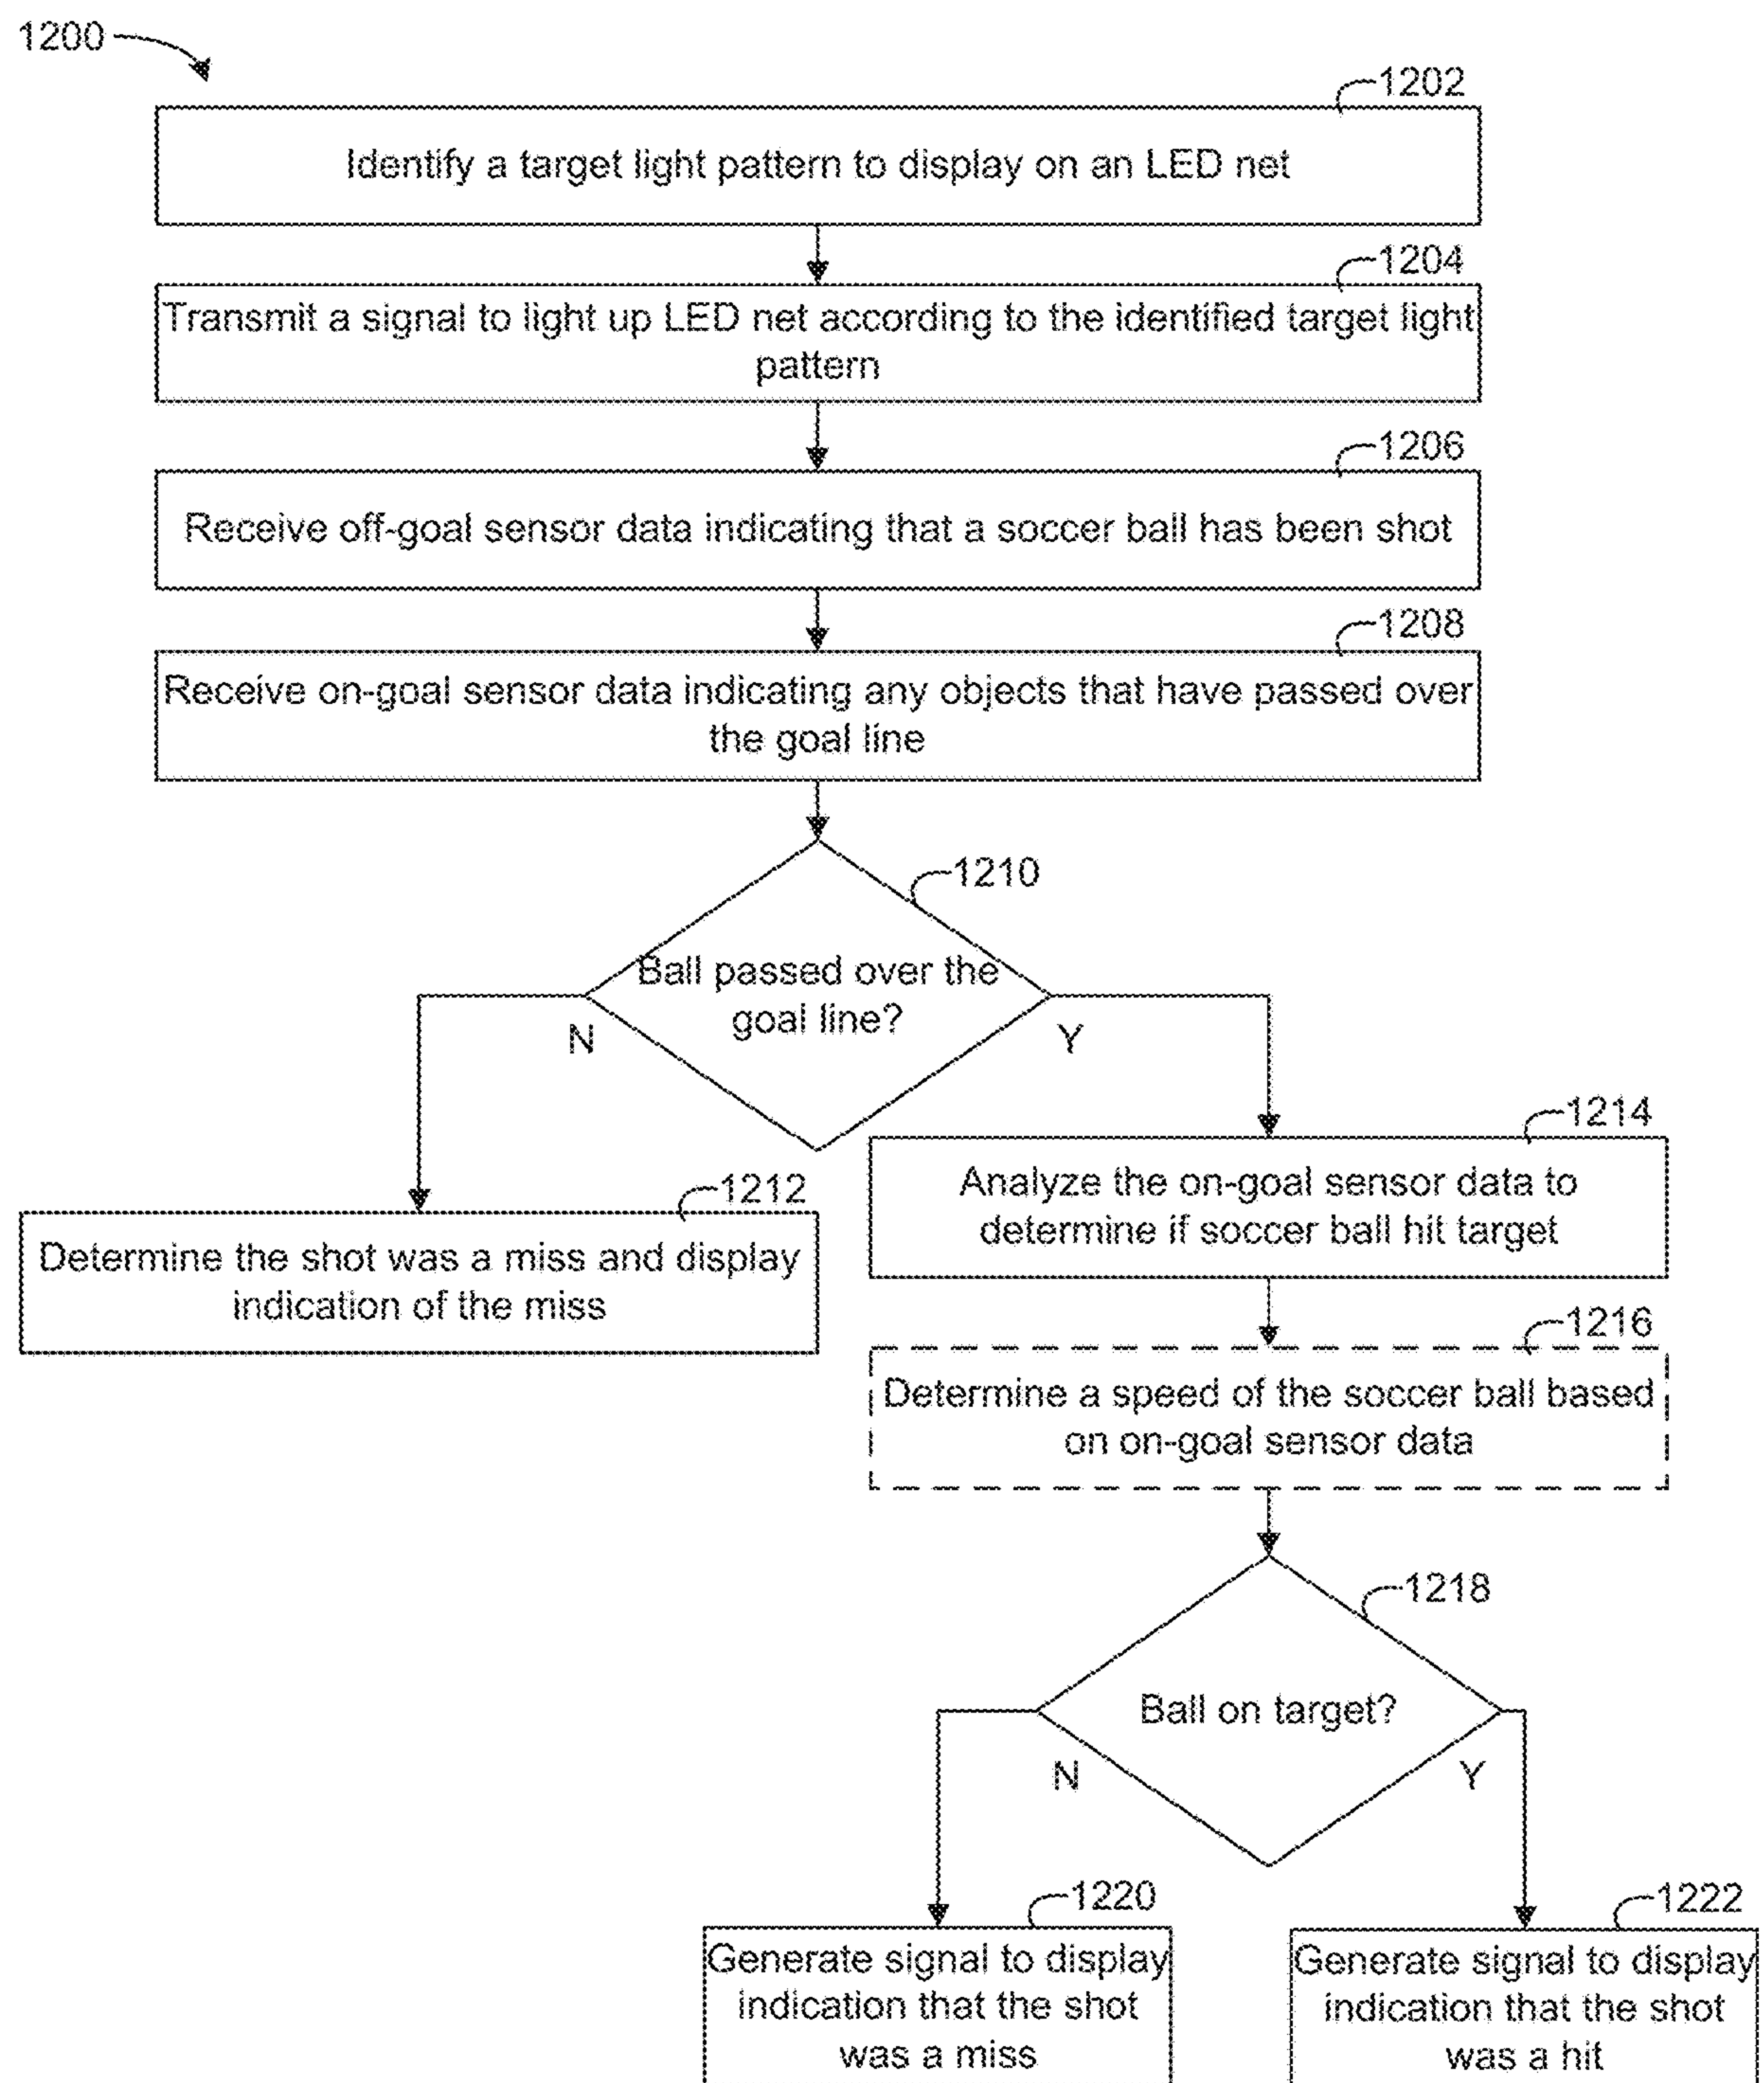 1200
1202
Identify a target light pattern to display on an LED net
1204
Transmit a signal to light up LED net according to the identified target light
pattern
1206
Receive off-goal sensor data indicating that a soccer ball has been shot
1208
Receive on-goal sensor data indicating any objects that have passed over
the goal line
1210
Ball passed over the
goal line?
N
Y
1212
Determine the shot was a miss and display
indication of the miss
1214
Analyze the on-goal sensor data to
determine if soccer ball hit target
1216
Determine a speed of the soccer ball based
on on-goal sensor data
1218
Ball on target?
N
Y
1220
Generate signal to display
indication that the shot
was a miss
1222
Generate signal to display
indication that the shot
was a hit